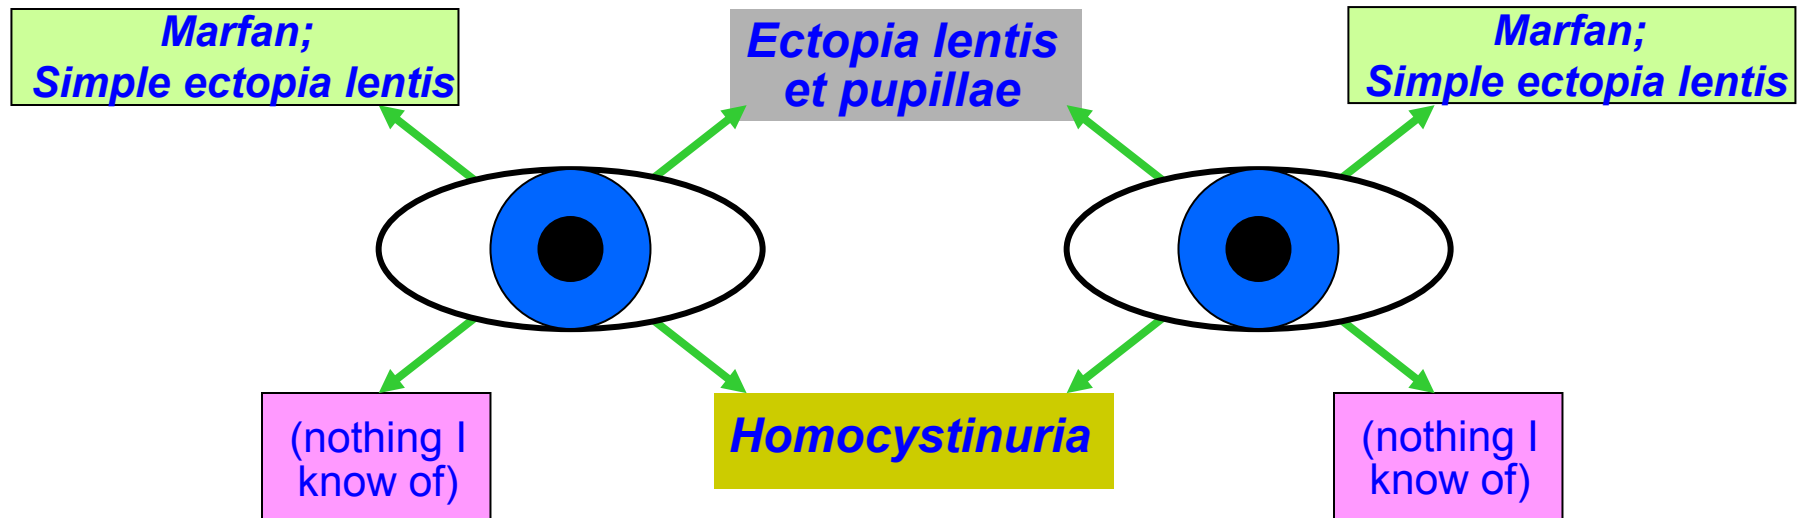 Marfan;
Simple ectopia lentis
Ectopia lentis
et pupillae
Marfan;
Simple ectopia lentis
(nothing I
know of)
Homocystinuria
(nothing I
know of)